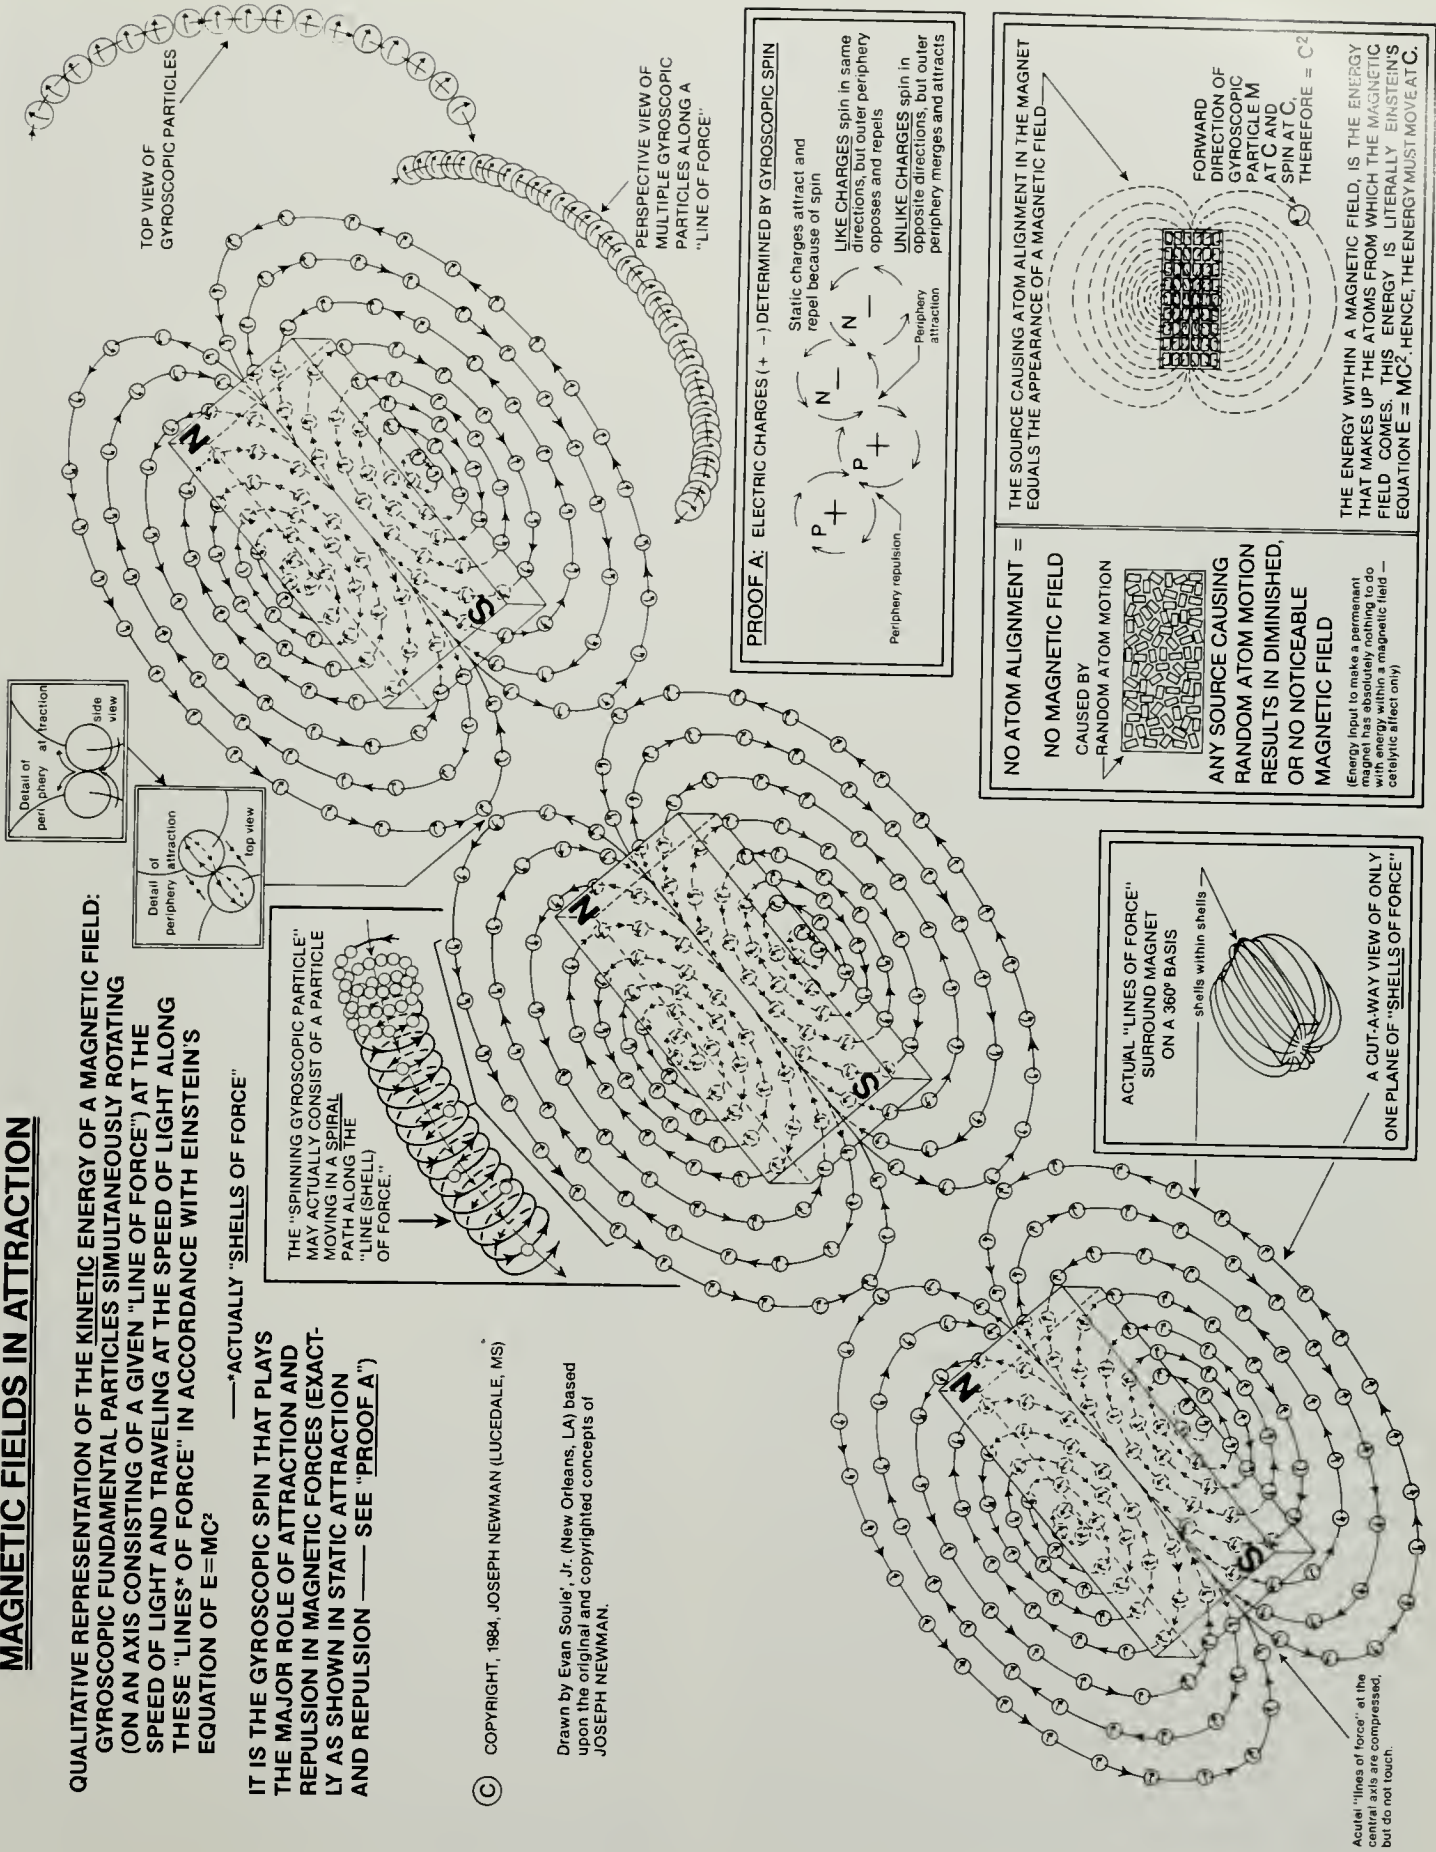 MAGNETIC FIELDS IN ATTRACTION
QUALITATIVE REPRESENTATION OF THE KINETIC ENERGY OF A MAGNETIC FIELD:
GYROSCOPIC FUNDAMENTAL PARTICLES SIMULTANEOUSLY ROTATING
(ON AN AXIS CONSISTING OF A GIVEN "LINE OF FORCE") AT THE
SPEED OF LIGHT AND TRAVELING AT THE SPEED OF LIGHT ALONG
THESE "LINES* OF FORCE" IN ACCORDANCE WITH EINSTEIN'S
EQUATION OF E=MC²
*ACTUALLY "SHELLS OF FORCE"
IT IS THE GYROSCOPIC SPIN THAT PLAYS
THE MAJOR ROLE OF ATTRACTION AND
REPULSION IN MAGNETIC FORCES (EXACT-
LY AS SHOWN IN STATIC ATTRACTION
AND REPULSION — SEE "PROOF A")
© COPYRIGHT, 1984, JOSEPH NEWMAN (LUCEDALE, MS)
Drawn by Evan Soule', Jr. (New Orleans, LA) based
upon the original and copyrighted concepts of
JOSEPH NEWMAN.
THE "SPINNING GYROSCOPIC PARTICLE"
MAY ACTUALLY CONSIST OF A PARTICLE
MOVING IN A SPIRAL
PATH ALONG THE
"LINE (SHELL)
OF FORCE."
Detail of
periphery attraction
top view
Detail of
periphery attraction
side
view
TOP VIEW OF
GYROSCOPIC PARTICLES
PERSPECTIVE VIEW OF
MULTIPLE GYROSCOPIC
PARTICLES ALONG A
"LINE OF FORCE"
N
S
N
S
N
S
Acutal "lines of force" at the
central axis are compressed,
but do not touch.
ACTUAL "LINES OF FORCE"
SURROUND MAGNET
ON A 360º BASIS
shells within shells
A CUT-A-WAY VIEW OF ONLY
ONE PLANE OF "SHELLS OF FORCE"
PROOF A: ELECTRIC CHARGES (+ -) DETERMINED BY GYROSCOPIC SPIN
Static charges attract and
repel because of spin
LIKE CHARGES spin in same
directions, but outer periphery
opposes and repels
UNLIKE CHARGES spin in
opposite directions, but outer
periphery merges and attracts
P
+
P
+
N
–
N
–
Periphery repulsion
Periphery
attraction
NO ATOM ALIGNMENT =
NO MAGNETIC FIELD
CAUSED BY
RANDOM ATOM MOTION
ANY SOURCE CAUSING
RANDOM ATOM MOTION
RESULTS IN DIMINISHED,
OR NO NOTICEABLE
MAGNETIC FIELD
(Energy input to make a permenant
magnet has absolutely nothing to do
with energy within a magnetic field —
cetelytic affect only)
THE SOURCE CAUSING ATOM ALIGNMENT IN THE MAGNET
EQUALS THE APPEARANCE OF A MAGNETIC FIELD
FORWARD
DIRECTION OF
GYROSCOPIC
PARTICLE M
AT C AND
SPIN AT C.
THEREFORE = C²
THE ENERGY WITHIN A MAGNETIC FIELD, IS THE ENERGY
THAT MAKES UP THE ATOMS FROM WHICH THE MAGNETIC
FIELD COMES. THIS ENERGY IS LITERALLY EINSTEIN'S
EQUATION E = MC². HENCE, THE ENERGY MUST MOVE AT C.